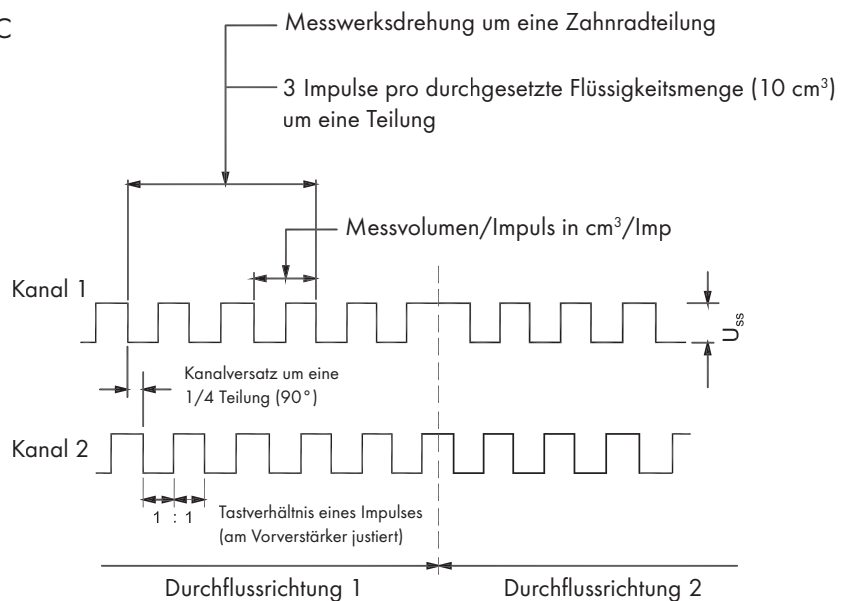 C
Messwerksdrehung um eine Zahnradteilung
3 Impulse pro durchgesetzte Flüssigkeitsmenge (10 cm³)
um eine Teilung
Messvolumen/Impuls in cm³/Imp
Kanal 1
Uss
Kanalversatz um eine
1/4 Teilung (90°)
Kanal 2
1 : 1
Tastverhältnis eines Impulses
(am Vorverstärker justiert)
Durchflussrichtung 1
Durchflussrichtung 2